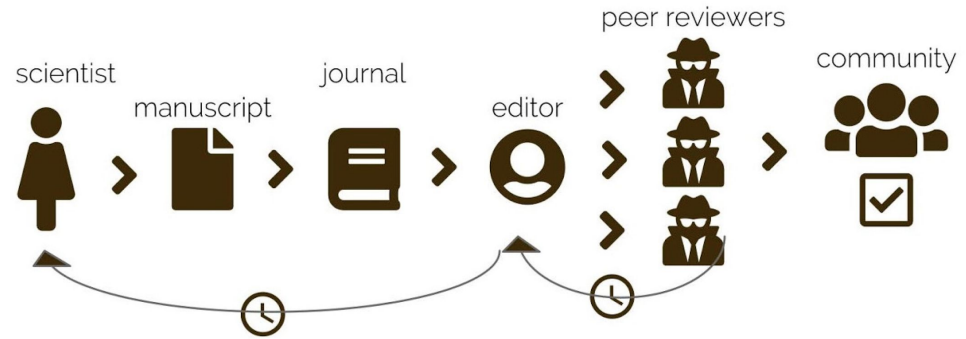 scientist
manuscript
journal
editor
peer reviewers
community